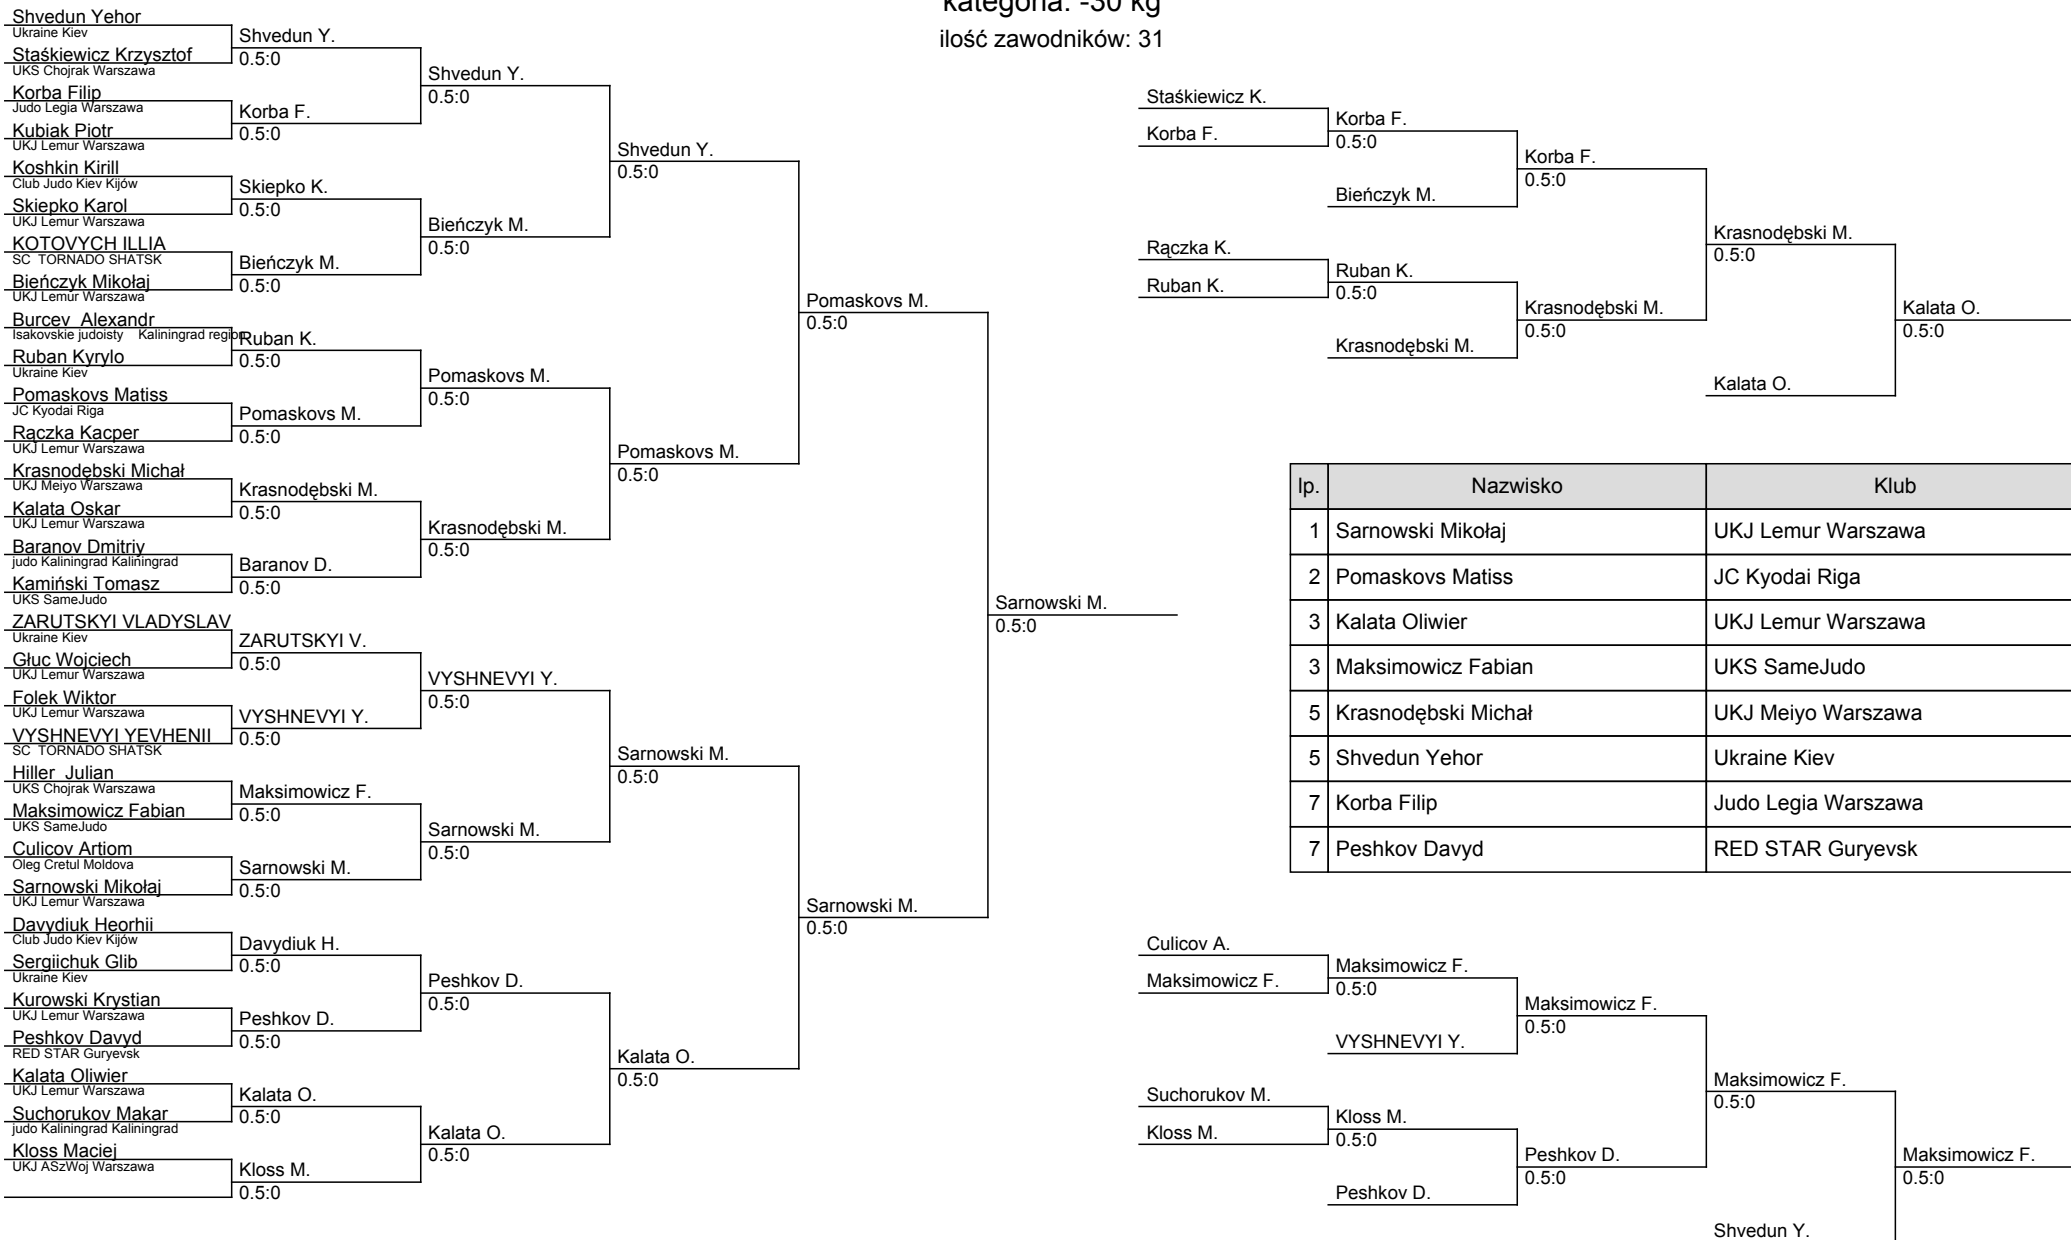 kategoria: -30 kg
ilość zawodników: 31
Shvedun Yehor
Ukraine Kiev
Staśkiewicz Krzysztof
UKS Chojrak Warszawa
Korba Filip
Judo Legia Warszawa
Kubiak Piotr
UKJ Lemur Warszawa
Koshkin Kirill
Club Judo Kiev Kijów
Skiepko Karol
UKJ Lemur Warszawa
KOTOVYCH ILLIA
SC TORNADO SHATSK
Bieńczyk Mikołaj
UKJ Lemur Warszawa
Burcev Alexandr
Isakovskie judoisty Kaliningrad region
Ruban Kyrylo
Ukraine Kiev
Pomaskovs Matiss
JC Kyodai Riga
Rączka Kacper
UKJ Lemur Warszawa
Krasnodębski Michał
UKJ Meiyo Warszawa
Kalata Oskar
UKJ Lemur Warszawa
Baranov Dmitriy
judo Kaliningrad Kaliningrad
Kamiński Tomasz
UKS SameJudo
ZARUTSKYI VLADYSLAV
Ukraine Kiev
Głuc Wojciech
UKJ Lemur Warszawa
Folek Wiktor
UKJ Lemur Warszawa
VYSHNEVYI YEVHENII
SC TORNADO SHATSK
Hiller Julian
UKS Chojrak Warszawa
Maksimowicz Fabian
UKS SameJudo
Culicov Artiom
Oleg Cretul Moldova
Sarnowski Mikołaj
UKJ Lemur Warszawa
Davydiuk Heorhii
Club Judo Kiev Kijów
Sergiichuk Glib
Ukraine Kiev
Kurowski Krystian
UKJ Lemur Warszawa
Peshkov Davyd
RED STAR Guryevsk
Kalata Oliwier
UKJ Lemur Warszawa
Suchorukov Makar
judo Kaliningrad Kaliningrad
Kloss Maciej
UKJ ASzWoj Warszawa
Shvedun Y.
0.5:0
Korba F.
0.5:0
Skiepko K.
0.5:0
Bieńczyk M.
0.5:0
Ruban K.
0.5:0
Pomaskovs M.
0.5:0
Krasnodębski M.
0.5:0
Baranov D.
0.5:0
ZARUTSKYI V.
0.5:0
VYSHNEVYI Y.
0.5:0
Maksimowicz F.
0.5:0
Sarnowski M.
0.5:0
Davydiuk H.
0.5:0
Peshkov D.
0.5:0
Kalata O.
0.5:0
Kloss M.
0.5:0
Shvedun Y.
0.5:0
Bieńczyk M.
0.5:0
Pomaskovs M.
0.5:0
Krasnodębski M.
0.5:0
VYSHNEVYI Y.
0.5:0
Sarnowski M.
0.5:0
Peshkov D.
0.5:0
Kalata O.
0.5:0
Shvedun Y.
0.5:0
Pomaskovs M.
0.5:0
Sarnowski M.
0.5:0
Kalata O.
0.5:0
Pomaskovs M.
0.5:0
Sarnowski M.
0.5:0
Sarnowski M.
0.5:0
Staśkiewicz K.
Korba F.
Rączka K.
Ruban K.
Korba F.
0.5:0
Bieńczyk M.
Ruban K.
0.5:0
Krasnodębski M.
Korba F.
0.5:0
Krasnodębski M.
0.5:0
Krasnodębski M.
0.5:0
Kalata O.
Kalata O.
0.5:0
lp. Nazwisko Klub
1 Sarnowski Mikołaj UKJ Lemur Warszawa
2 Pomaskovs Matiss JC Kyodai Riga
3 Kalata Oliwier UKJ Lemur Warszawa
3 Maksimowicz Fabian UKS SameJudo
5 Krasnodębski Michał UKJ Meiyo Warszawa
5 Shvedun Yehor Ukraine Kiev
7 Korba Filip Judo Legia Warszawa
7 Peshkov Davyd RED STAR Guryevsk
Culicov A.
Maksimowicz F.
Suchorukov M.
Kloss M.
Maksimowicz F.
0.5:0
VYSHNEVYI Y.
Kloss M.
0.5:0
Peshkov D.
Maksimowicz F.
0.5:0
Peshkov D.
0.5:0
Maksimowicz F.
0.5:0
Shvedun Y.
Maksimowicz F.
0.5:0